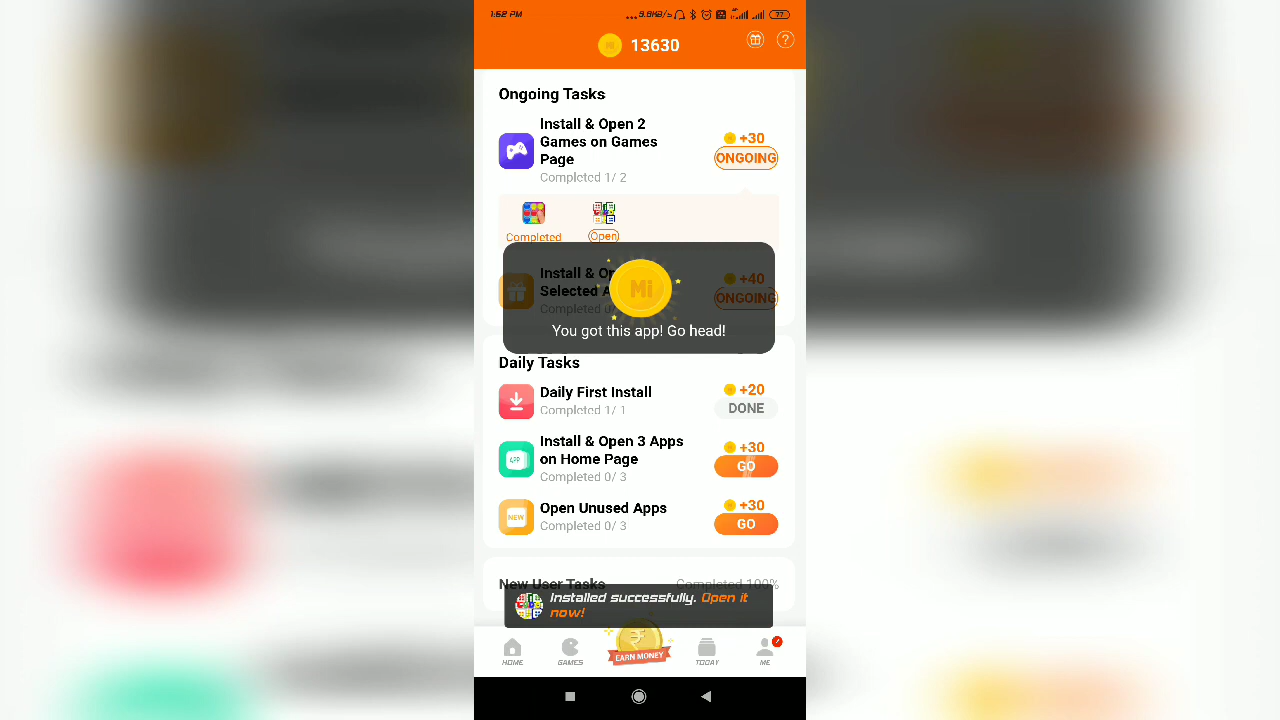 1:52 PM
77
13630
Ongoing Tasks
Install & Open 2
Games on Games
Page
Completed 1/ 2
+30
ONGOING
Completed
Open
Install & Op
Selected A
Completed 0/
+40
ONGOING
Mi
You got this app! Go head!
Daily Tasks
Daily First Install
Completed 1/ 1
+20
DONE
APP
Install & Open 3 Apps
on Home Page
Completed 0/ 3
+30
GO
NEW
Open Unused Apps
Completed 0/ 3
+30
GO
New User Tasks
Completed 100%
Installed successfully. Open it
now!
₹
HOME
GAMES
EARN MONEY
TODAY
ME